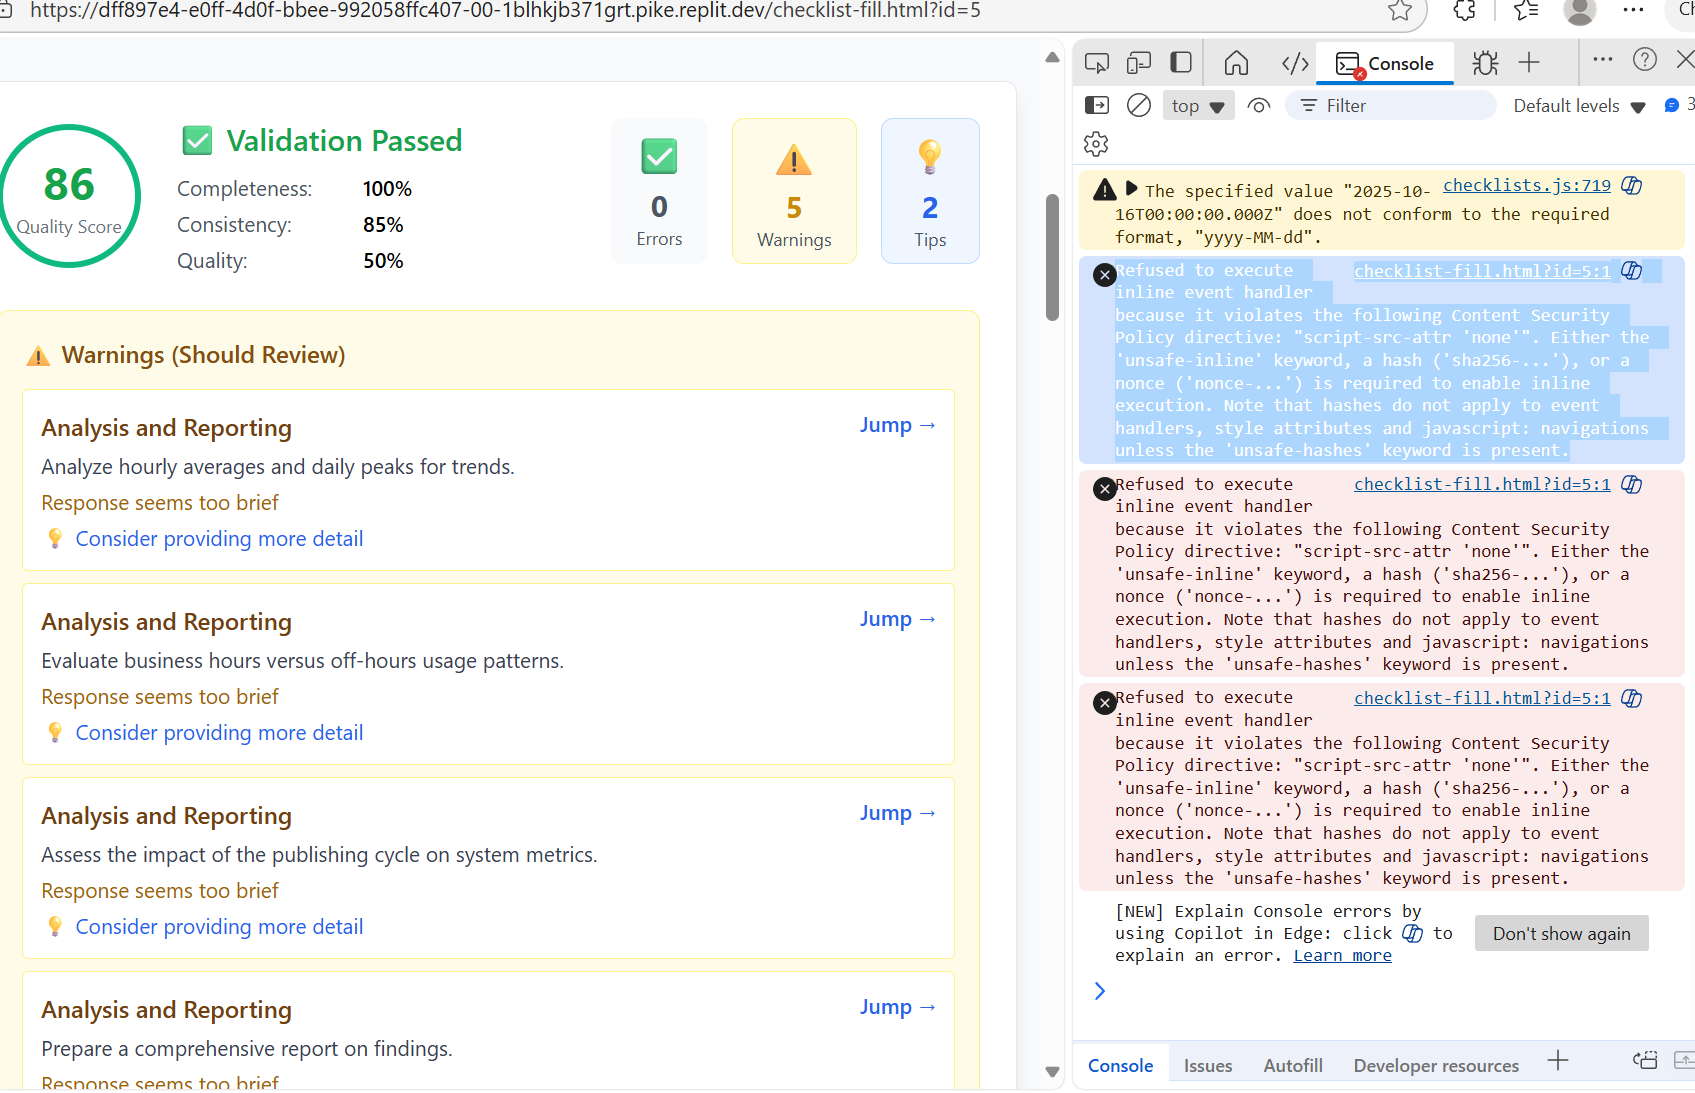 https://dff897e4-e0ff-4d0f-bbee-992058ffc407-00-1blhkjb371grt.pike.replit.dev/checklist-fill.html?id=5
86
Quality Score
Validation Passed
Completeness: 100%
Consistency: 85%
Quality: 50%
0
Errors
5
Warnings
2
Tips
Warnings (Should Review)
Analysis and Reporting
Jump →
Analyze hourly averages and daily peaks for trends.
Response seems too brief
Consider providing more detail
Analysis and Reporting
Jump →
Evaluate business hours versus off-hours usage patterns.
Response seems too brief
Consider providing more detail
Analysis and Reporting
Jump →
Assess the impact of the publishing cycle on system metrics.
Response seems too brief
Consider providing more detail
Analysis and Reporting
Jump →
Prepare a comprehensive report on findings.
Response seems too brief
Console
top
Filter
Default levels
3
The specified value "2025-10- checklists.js:719
16T00:00:00.000Z" does not conform to the required
format, "yyyy-MM-dd".
Refused to execute checklist-fill.html?id=5:1
inline event handler
because it violates the following Content Security
Policy directive: "script-src-attr 'none'". Either the
'unsafe-inline' keyword, a hash ('sha256-...'), or a
nonce ('nonce-...') is required to enable inline
execution. Note that hashes do not apply to event
handlers, style attributes and javascript: navigations
unless the 'unsafe-hashes' keyword is present.
Refused to execute checklist-fill.html?id=5:1
inline event handler
because it violates the following Content Security
Policy directive: "script-src-attr 'none'". Either the
'unsafe-inline' keyword, a hash ('sha256-...'), or a
nonce ('nonce-...') is required to enable inline
execution. Note that hashes do not apply to event
handlers, style attributes and javascript: navigations
unless the 'unsafe-hashes' keyword is present.
Refused to execute checklist-fill.html?id=5:1
inline event handler
because it violates the following Content Security
Policy directive: "script-src-attr 'none'". Either the
'unsafe-inline' keyword, a hash ('sha256-...'), or a
nonce ('nonce-...') is required to enable inline
execution. Note that hashes do not apply to event
handlers, style attributes and javascript: navigations
unless the 'unsafe-hashes' keyword is present.
[NEW] Explain Console errors by
using Copilot in Edge: click to
explain an error. Learn more
Don't show again
Console
Issues
Autofill
Developer resources